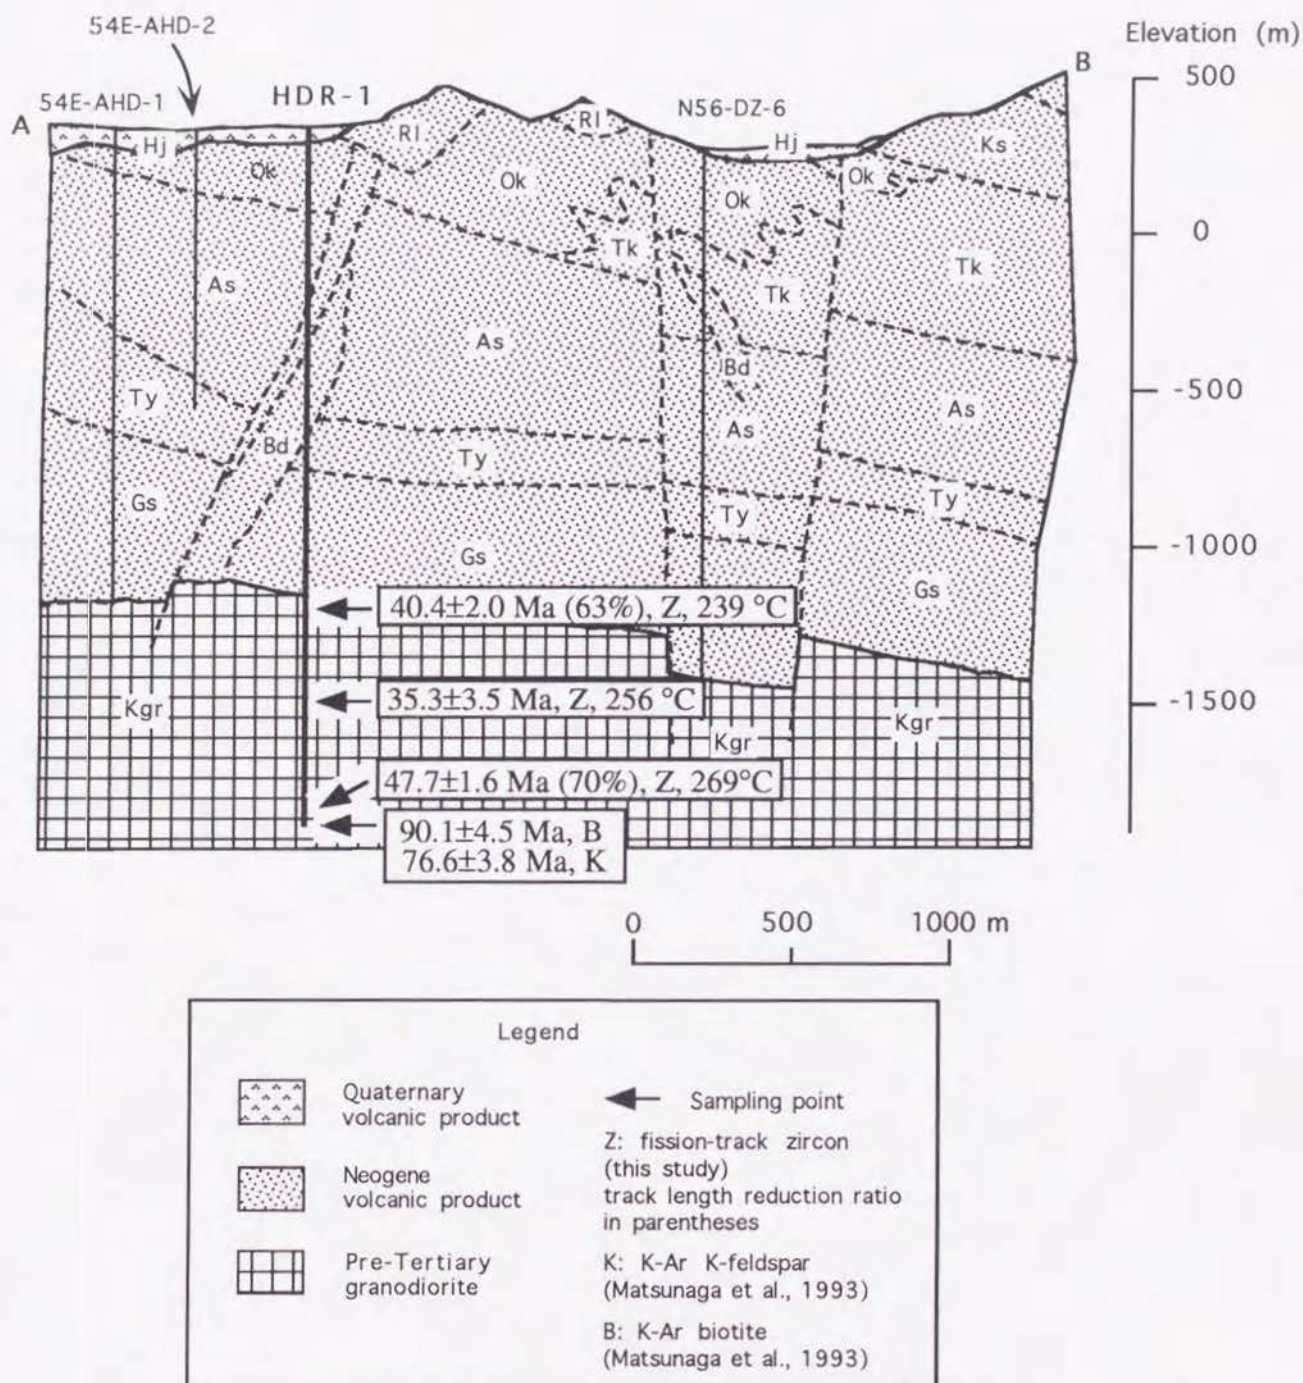 54E-AHD-2
Elevation (m)
B
500
54E-AHD-1
HDR-1
N56-DZ-6
A
Hj
Rl
Rl
Hj
Ks
Ok
Ok
Ok
Ok
0
Tk
Tk
Tk
As
As
Bd
-500
Ty
As
As
Bd
Ty
Gs
Ty
Ty
-1000
Gs
Gs
40.4±2.0 Ma (63%), Z, 239 °C
35.3±3.5 Ma, Z, 256 °C
-1500
Kgr
Kgr
Kgr
47.7±1.6 Ma (70%), Z, 269°C
90.1±4.5 Ma, B
76.6±3.8 Ma, K
0 500 1000 m
Legend
Quaternary
volcanic product
Neogene
volcanic product
Pre-Tertiary
granodiorite
Sampling point
Z: fission-track zircon
(this study)
track length reduction ratio
in parentheses
K: K-Ar K-feldspar
(Matsunaga et al., 1993)
B: K-Ar biotite
(Matsunaga et al., 1993)